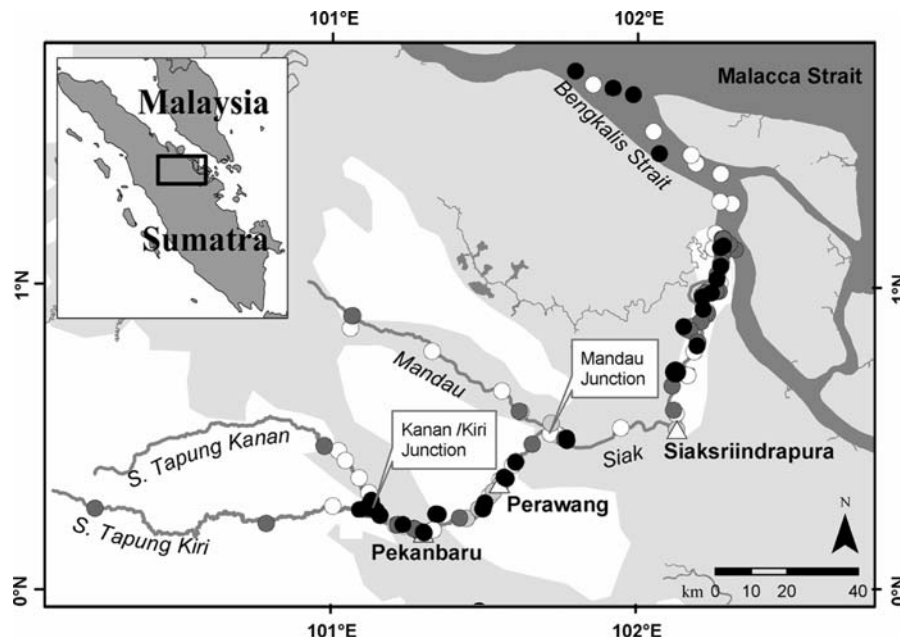 101°E
102°E
Malaysia
Sumatra
Malacca Strait
Bengkalis Strait
1°N
1°N
Mandau
Mandau
Junction
S. Tapung Kanan
Kanan /Kiri
Junction
Siak
Siaksriindrapura
S. Tapung Kiri
Perawang
Pekanbaru
N
km 0 10 20 40
0°N
0°N
101°E
102°E